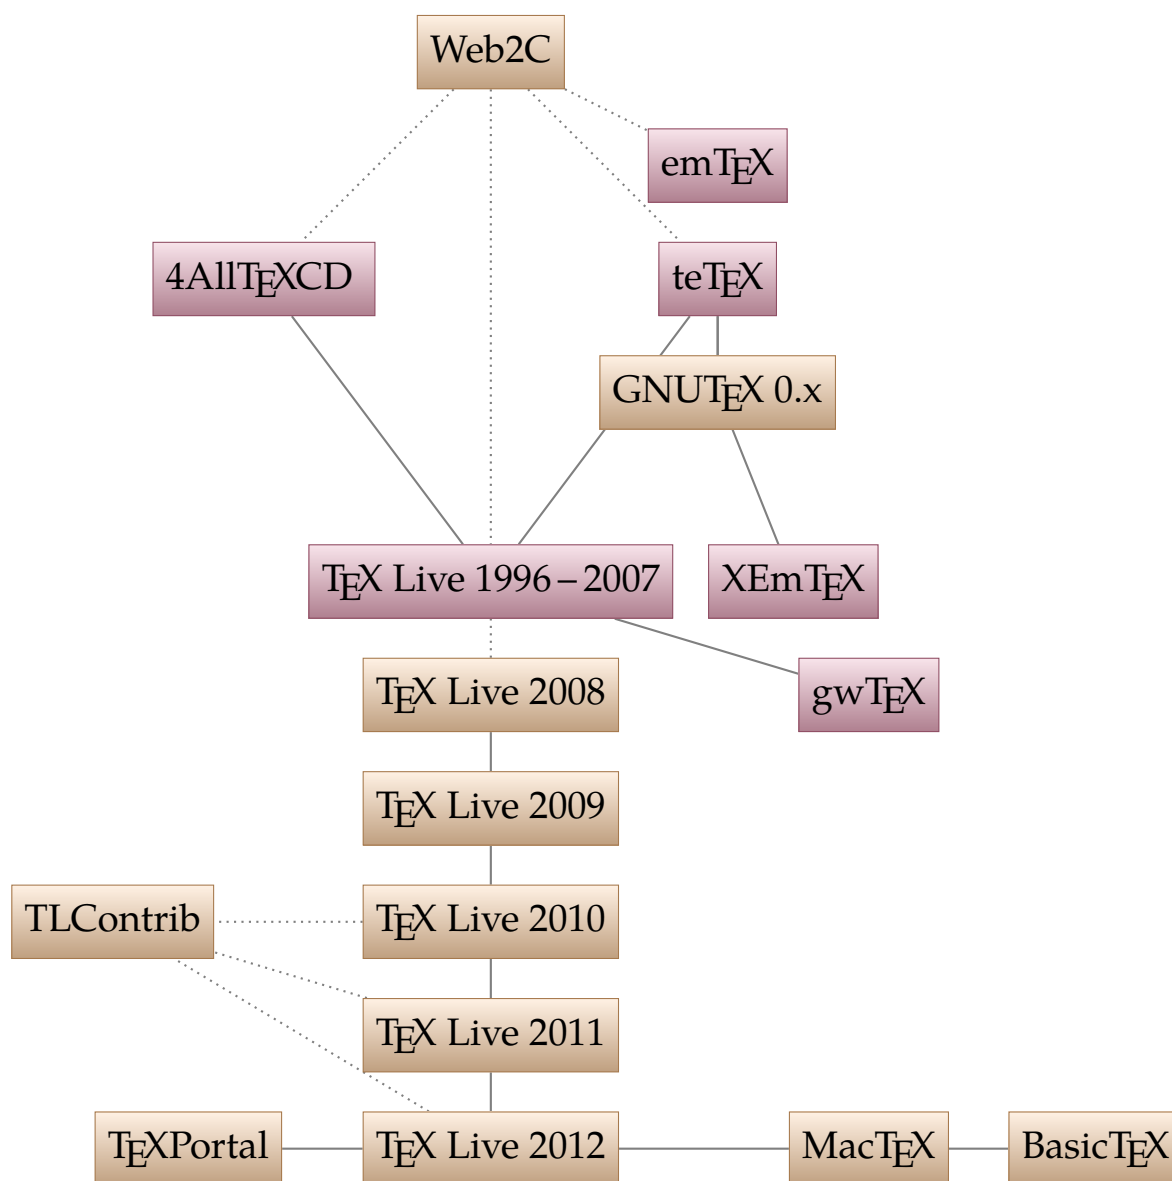 Web2C
emTEX
4AllTEXCD
teTEX
GNUTEX 0.x
TEX Live 1996 – 2007
XEmTEX
TEX Live 2008
gwTEX
TEX Live 2009
TLContrib
TEX Live 2010
TEX Live 2011
TEXPortal
TEX Live 2012
MacTEX
BasicTEX